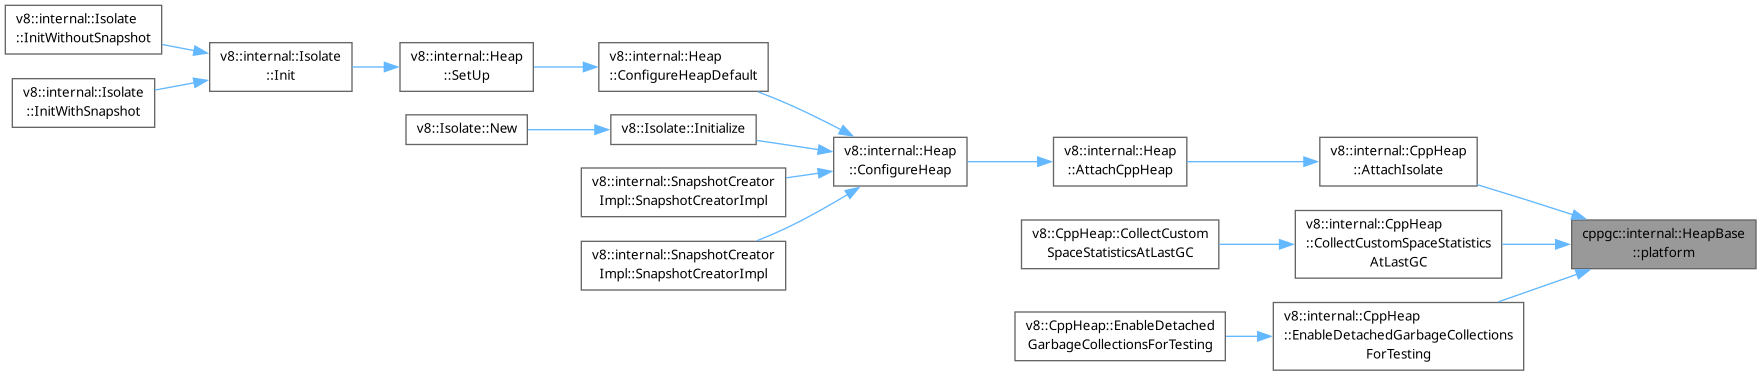 v8::internal::Isolate
::InitWithoutSnapshot
v8::internal::Isolate
::InitWithSnapshot
v8::internal::Isolate
::Init
v8::internal::Heap
::SetUp
v8::Isolate::New
v8::internal::Heap
::ConfigureHeapDefault
v8::Isolate::Initialize
v8::internal::SnapshotCreator
Impl::SnapshotCreatorImpl
v8::internal::SnapshotCreator
Impl::SnapshotCreatorImpl
v8::internal::Heap
::ConfigureHeap
v8::internal::Heap
::AttachCppHeap
v8::CppHeap::CollectCustom
SpaceStatisticsAtLastGC
v8::CppHeap::EnableDetached
GarbageCollectionsForTesting
v8::internal::CppHeap
::AttachIsolate
v8::internal::CppHeap
::CollectCustomSpaceStatistics
AtLastGC
v8::internal::CppHeap
::EnableDetachedGarbageCollections
ForTesting
cppgc::internal::HeapBase
::platform